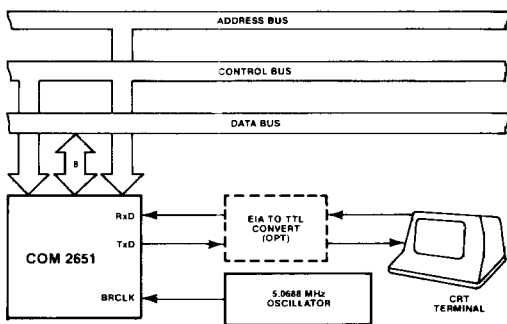 ADDRESS BUS
CONTROL BUS
DATA BUS
8
RxD
TxD
COM 2651
BRCLK
EIA TO TTL
CONVERT
(OPT)
5.0688 MHz
OSCILLATOR
CRT
TERMINAL